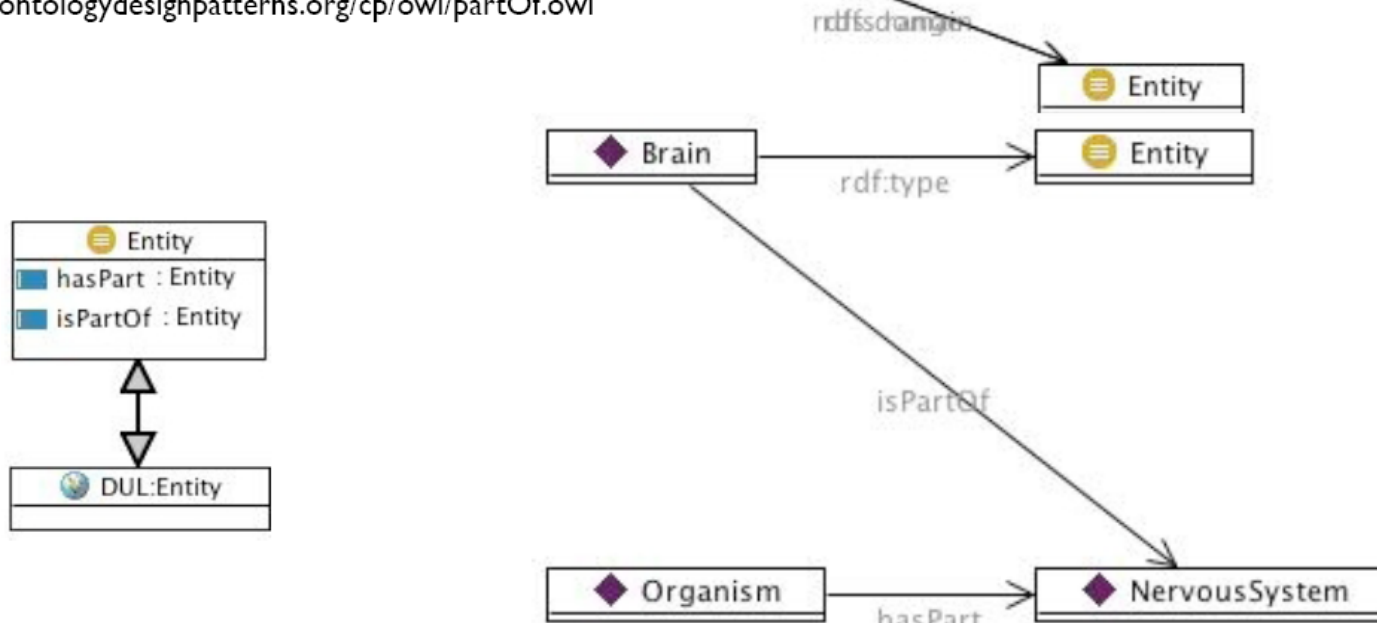 ontologydesignpatterns.org/cp/owl/partOf.owl
Entity
Brain
Entity
rdf:type
Entity
hasPart : Entity
isPartOf : Entity
isPartOf
DUL:Entity
Organism
NervousSystem
hasPart